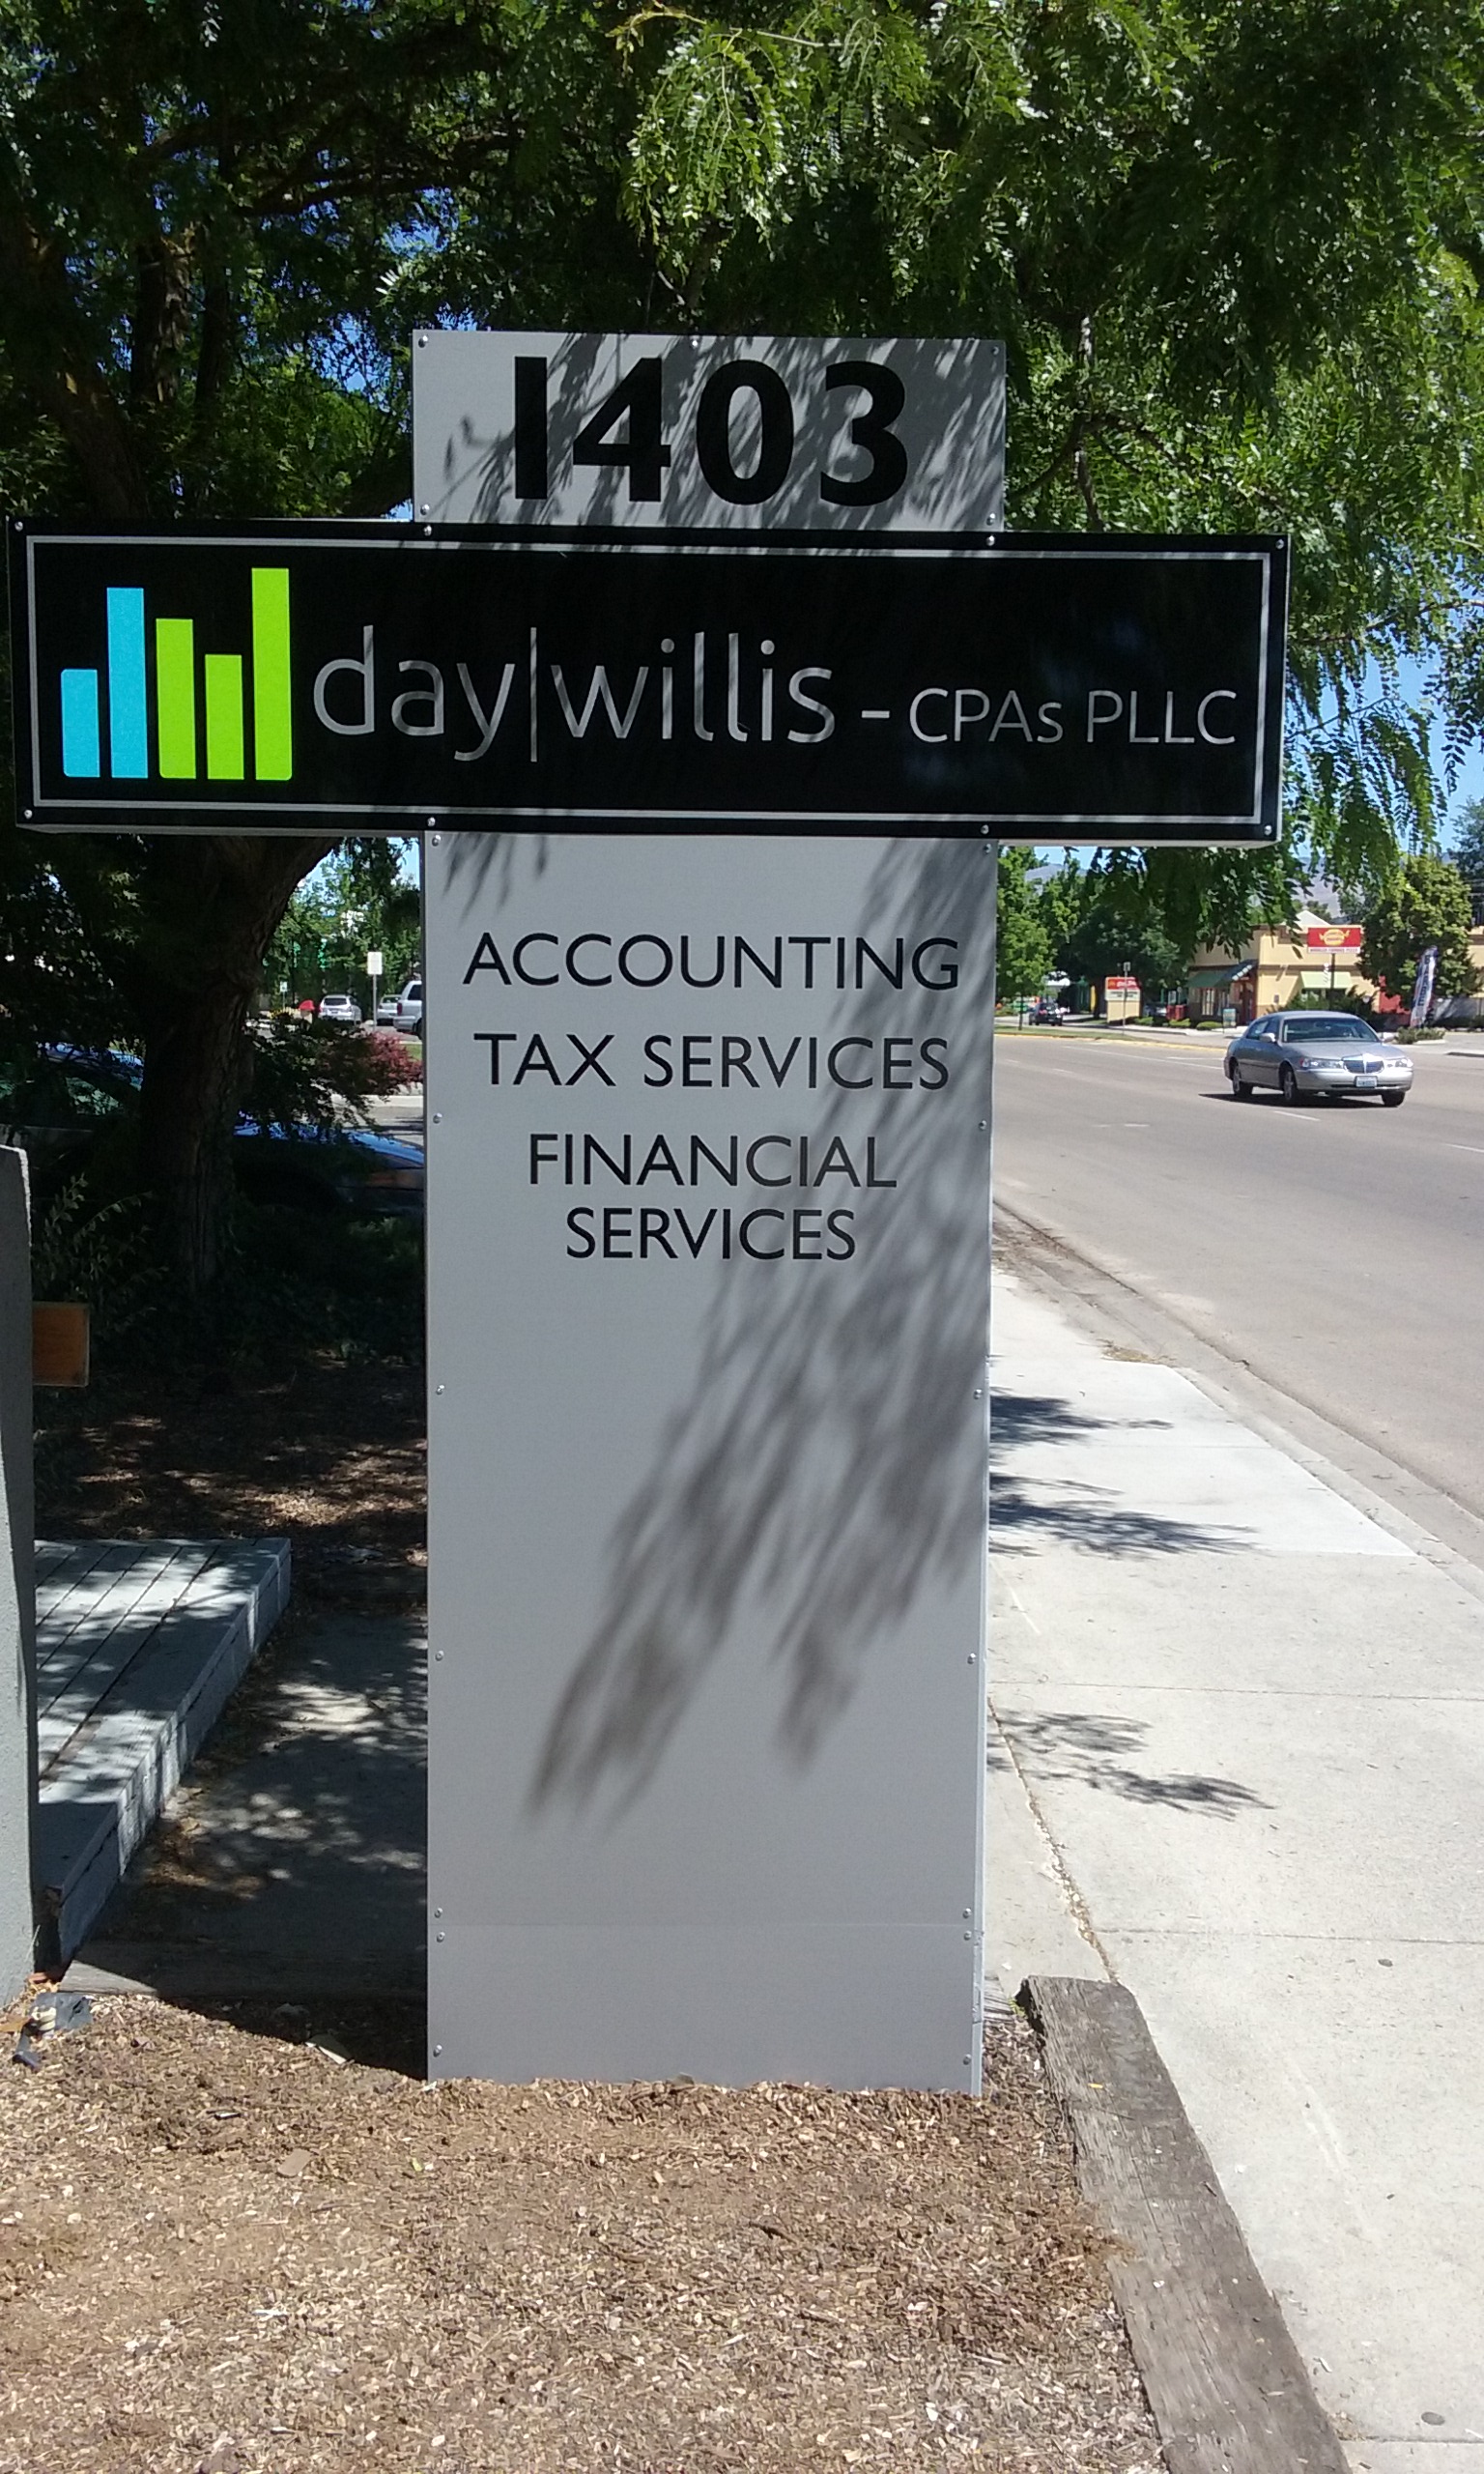 1403
day|willis - CPAs PLLC
ACCOUNTING
TAX SERVICES
FINANCIAL
SERVICES